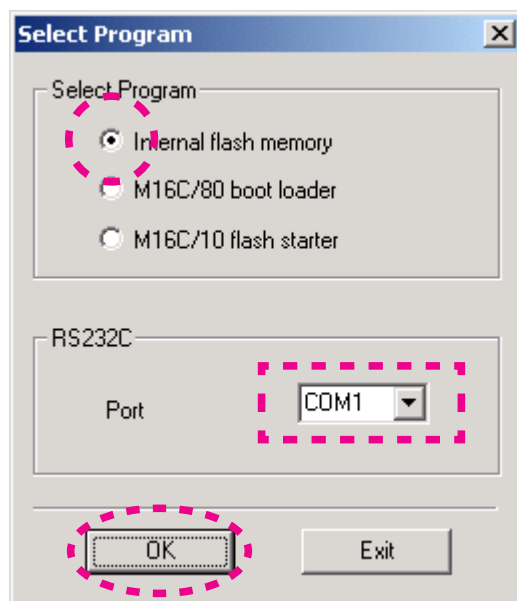 Select Program
Select Program
Internal flash memory
M16C/80 boot loader
M16C/10 flash starter
RS232C
Port COM1
OK Exit